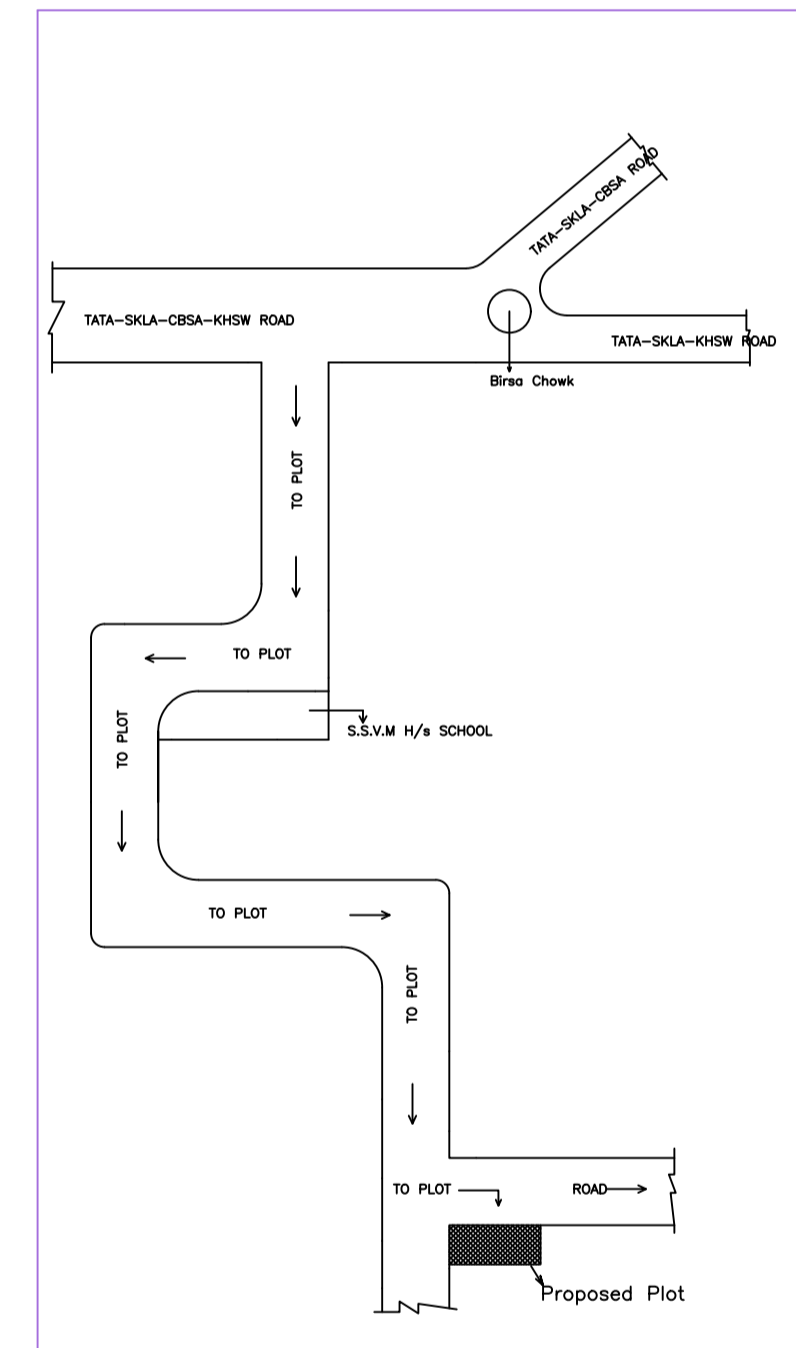 TATA-SKLA-CBSA ROAD
TATA-SKLA-CBSA-KHSW ROAD
TATA-SKLA-KHSW ROAD
Birsa Chowk
TO PLOT
TO PLOT
TO PLOT
S.S.V.M H/s SCHOOL
TO PLOT
TO PLOT
TO PLOT
ROAD
Proposed Plot